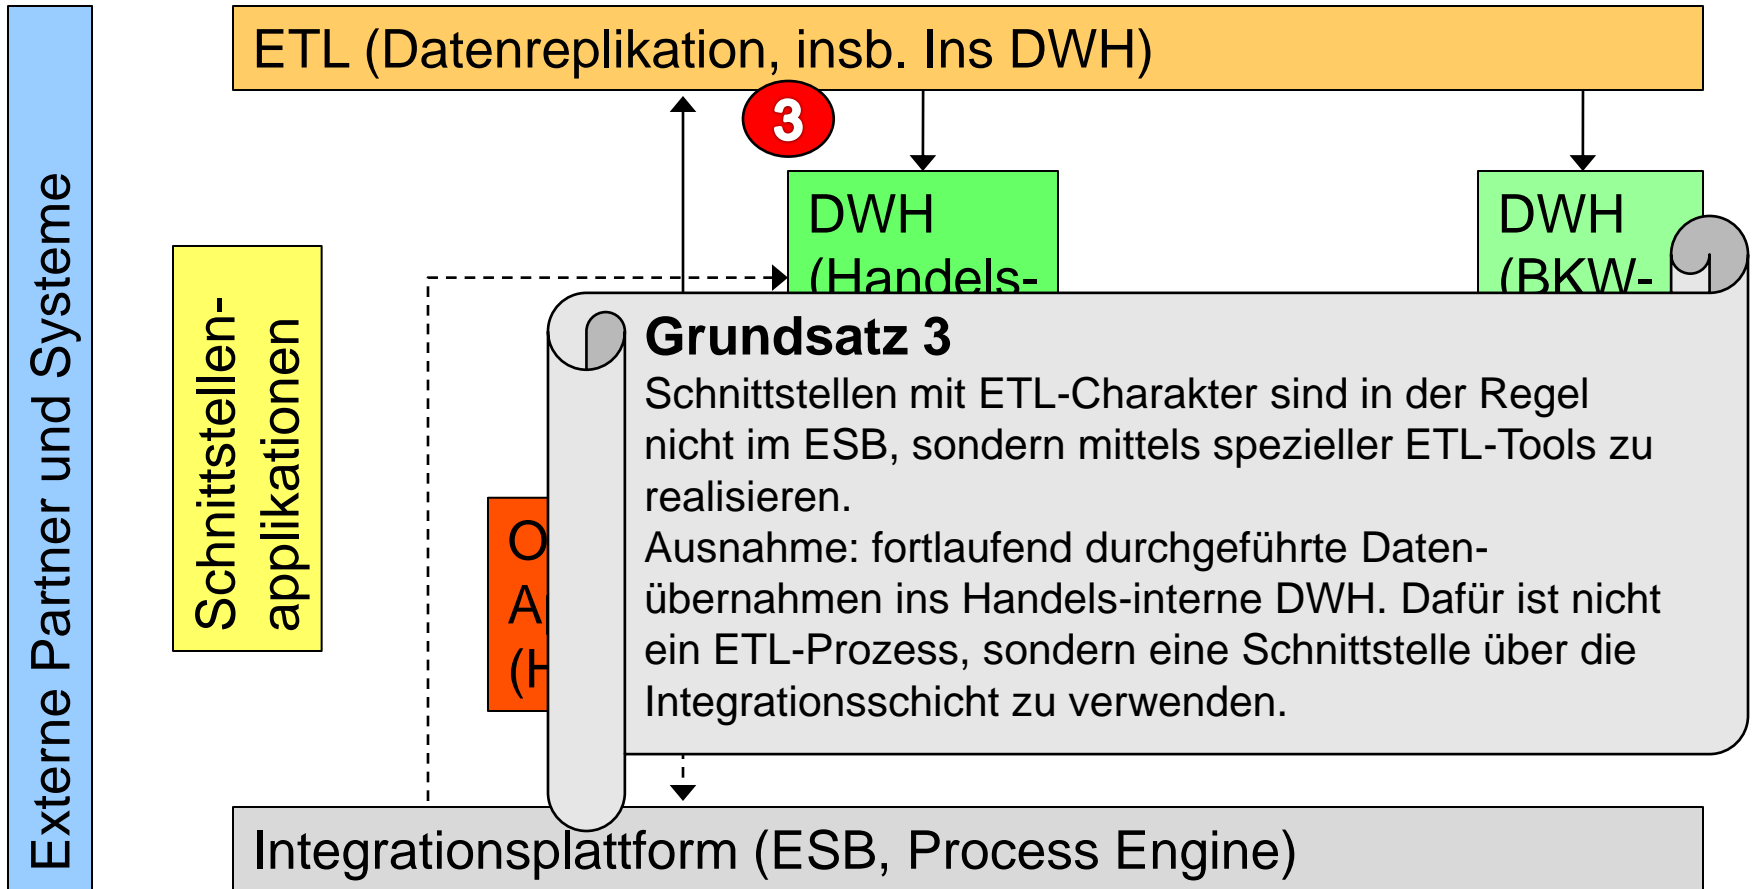 Externe Partner und Systeme
ETL (Datenreplikation, insb. Ins DWH)
3
DWH
(Handels-
DWH
(BKW-
Schnittstellen-
applikationen
Grundsatz 3
Schnittstellen mit ETL-Charakter sind in der Regel
nicht im ESB, sondern mittels spezieller ETL-Tools zu
realisieren.
Ausnahme: fortlaufend durchgeführte Daten-
übernahmen ins Handels-interne DWH. Dafür ist nicht
ein ETL-Prozess, sondern eine Schnittstelle über die
Integrationsschicht zu verwenden.
Integrationsplattform (ESB, Process Engine)